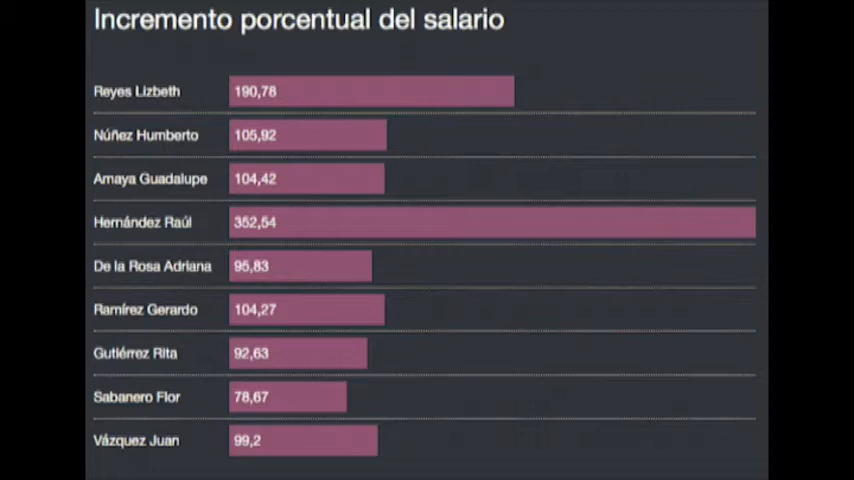 Incremento porcentual del salario
Reyes Lizbeth 190,78
Núñez Humberto 105,92
Amaya Guadalupe 104,42
Hernández Raúl 352,54
De la Rosa Adriana 95,83
Ramírez Gerardo 104,27
Gutiérrez Rita 92,63
Sabanero Flor 78,67
Vázquez Juan 99,2